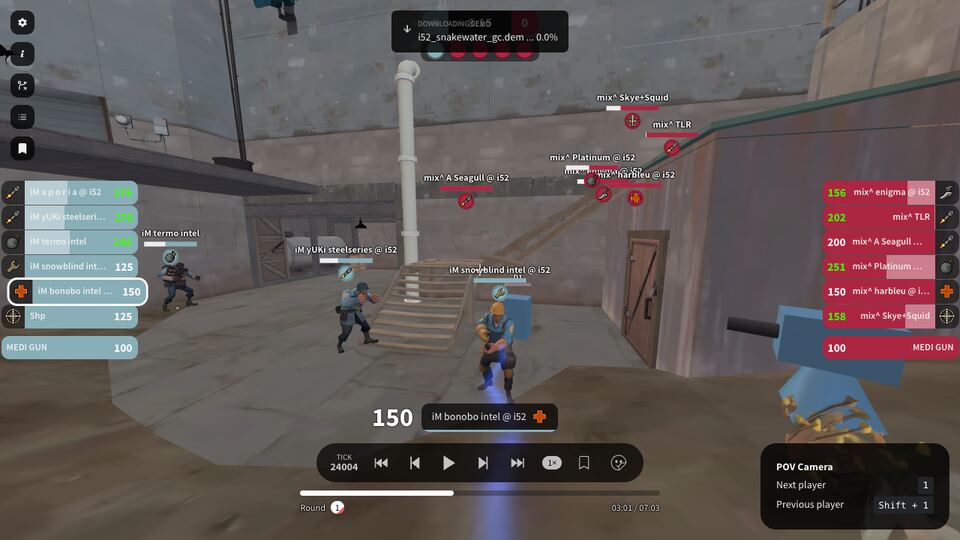 DOWNLOADING DEMO
i52_snakewater_gc.dem ... 0.0%
0
mix^ Skye+Squid
mix^ TLR
mix^ Platinum @ i52
mix^ harbleu @ i52
mix^ A Seagull @ i52
iM termo intel
iM yUKi steelseries @ i52
iM snowblind intel @ i52
iM a p o r i a @ i52
iM yUKi steelseri...
iM termo intel
iM snowblind int... 125
iM bonobo intel ... 150
Shp 125
MEDI GUN 100
156 mix^ enigma @ i52
202 mix^ TLR
200 mix^ A Seagull ...
251 mix^ Platinum ...
150 mix^ harbleu @ i...
158 mix^ Skye+Squid
100 MEDI GUN
150 iM bonobo intel @ i52
TICK
24004
1×
Round 1 03:01 / 07:03
POV Camera
Next player 1
Previous player Shift + 1